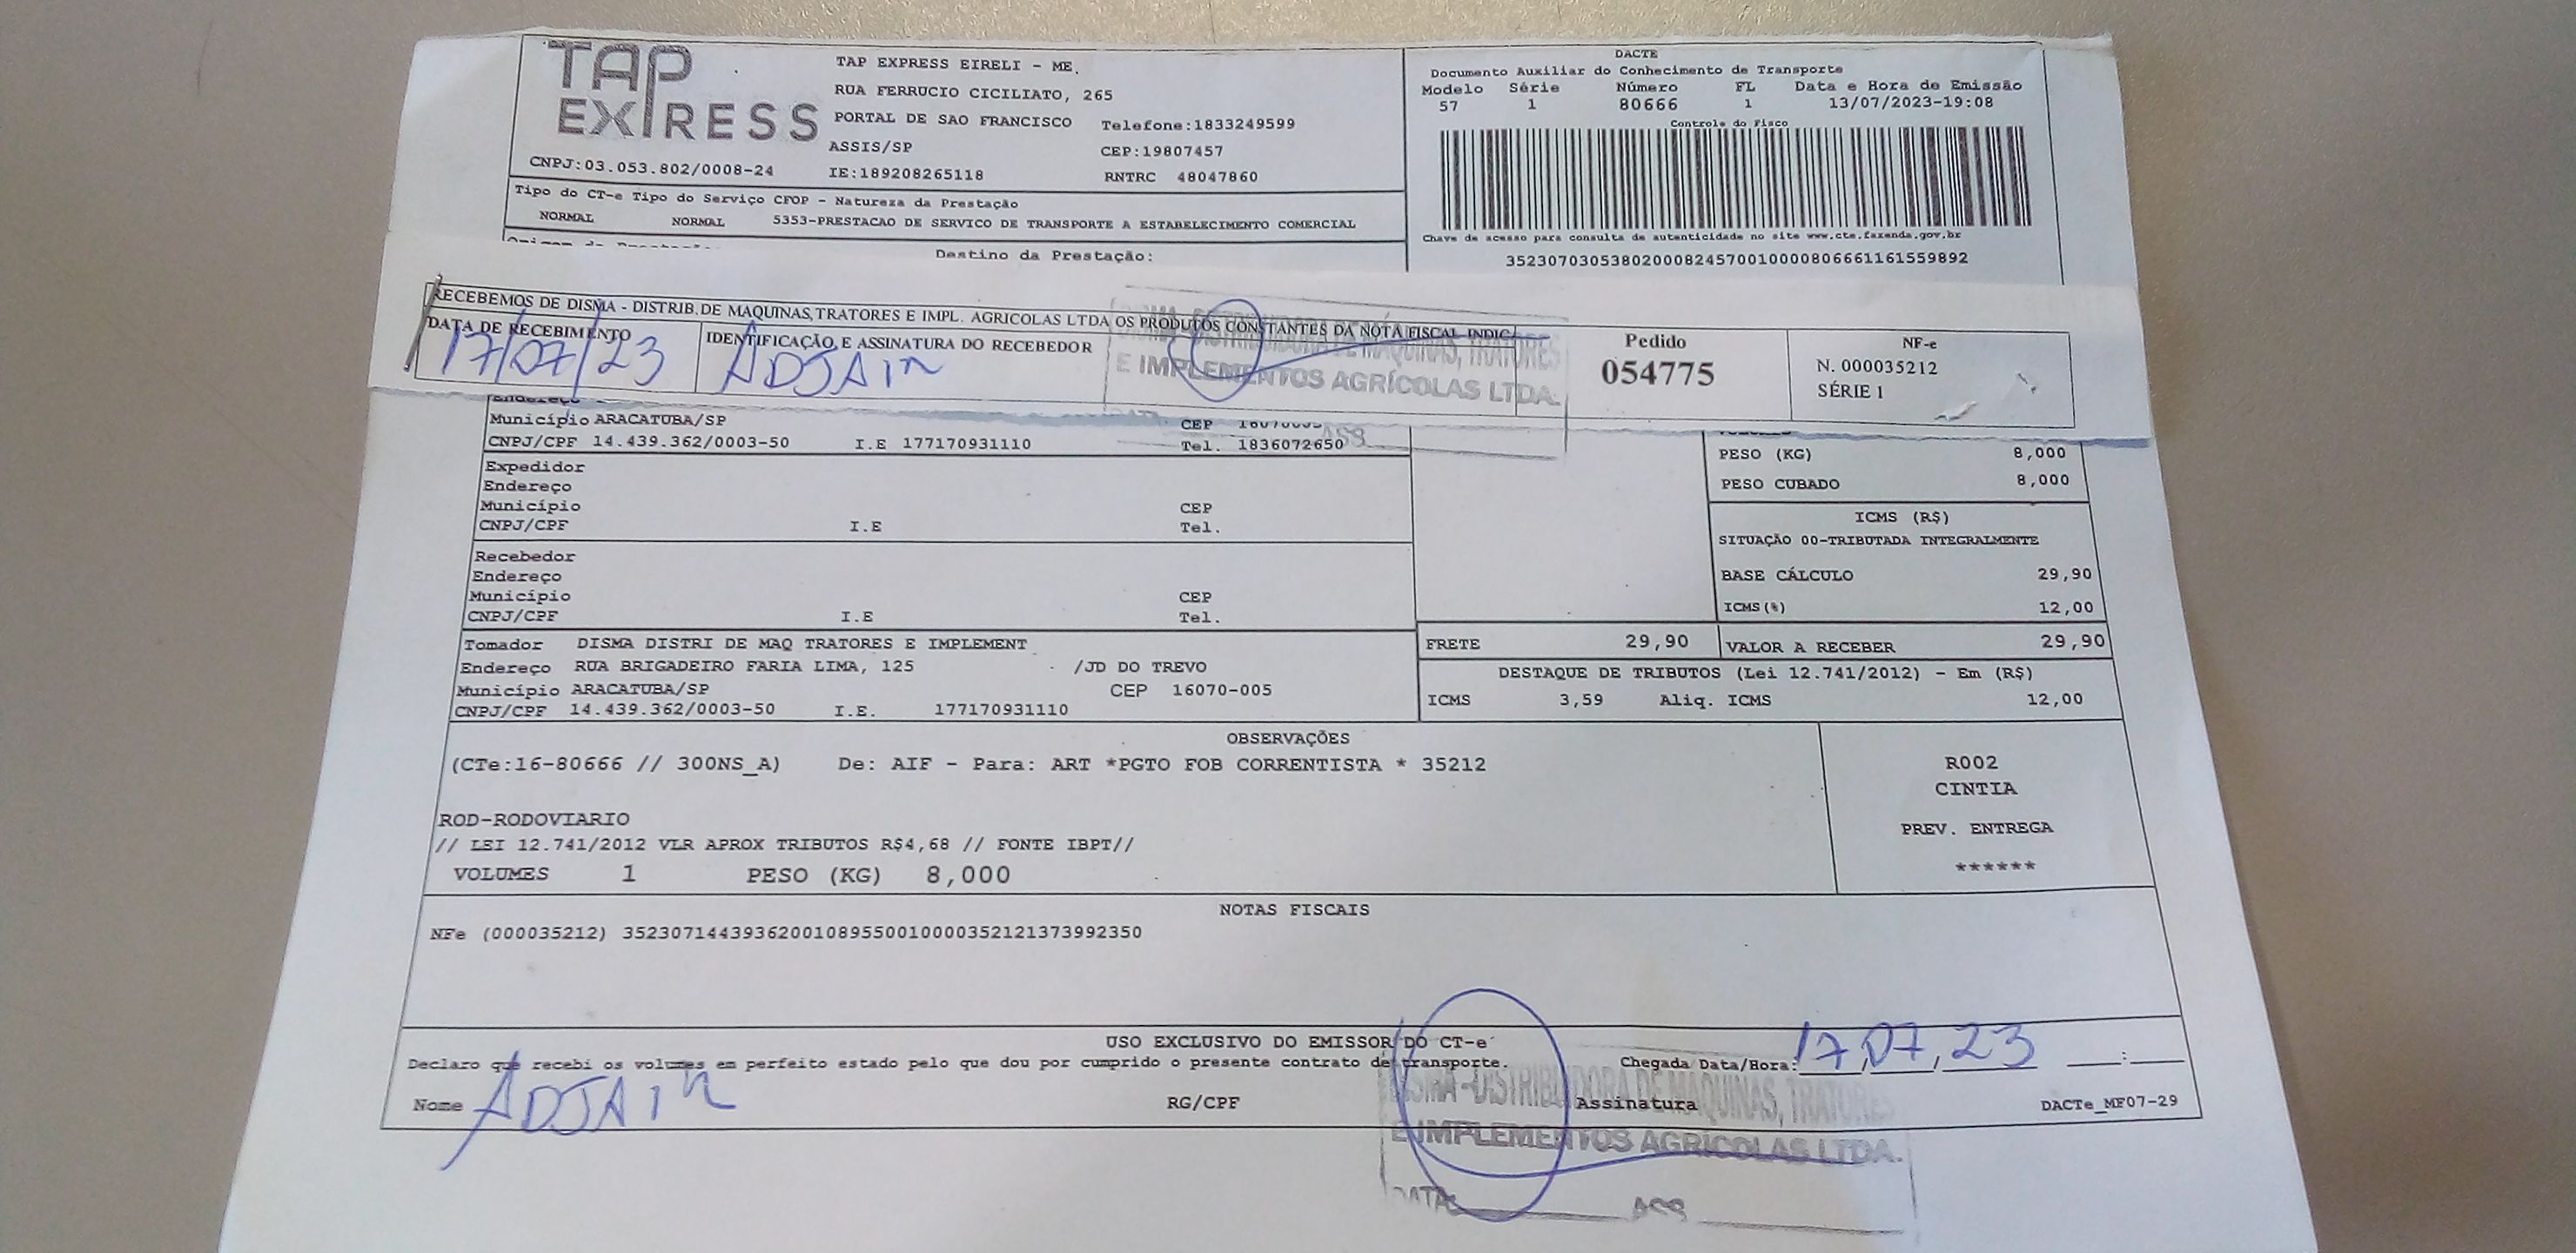 TAP EXPRESS
TAP EXPRESS EIRELI - ME.
RUA FERRUCIO CICILIATO, 265
PORTAL DE SAO FRANCISCO Telefone:1833249599
ASSIS/SP CEP:19807457
CNPJ:03.053.802/0008-24 IE:189208265118 RNTRC 48047860
Tipo do CT-e Tipo do Serviço CFOP - Natureza da Prestação
NORMAL NORMAL 5353-PRESTACAO DE SERVICO DE TRANSPORTE A ESTABELECIMENTO COMERCIAL
Destino da Prestação:
DACTE
Documento Auxiliar do Conhecimento de Transporte
Modelo Série Número FL Data e Hora de Emissão
57 1 80666 1 13/07/2023-19:08
Controle do Fisco
Chave de acesso para consulta de autenticidade no site www.cte.fazenda.gov.br
35230703053802000824570010000806661161559892
RECEBEMOS DE DISMA - DISTRIB.DE MAQUINAS,TRATORES E IMPL. AGRICOLAS LTDA OS PRODUTOS CONSTANTES DA NOTA FISCAL INDIC
DATA DE RECEBIMENTO IDENTIFICAÇÃO E ASSINATURA DO RECEBEDOR
17/07/23 ADJAIR
DISMA - DISTRIBUIDORA DE MÁQUINAS, TRATORES
E IMPLEMENTOS AGRÍCOLAS LTDA.
Pedido
054775
NF-e
N. 000035212
SÉRIE 1
Endereço
Município ARACATUBA/SP CEP
CNPJ/CPF 14.439.362/0003-50 I.E 177170931110 Tel. 1836072650
Expedidor
Endereço
Município CEP
CNPJ/CPF I.E Tel.
Recebedor
Endereço
Município CEP
CNPJ/CPF I.E Tel.
PESO (KG) 8,000
PESO CUBADO 8,000
ICMS (R$)
SITUAÇÃO 00-TRIBUTADA INTEGRALMENTE
BASE CÁLCULO 29,90
ICMS(%) 12,00
Tomador DISMA DISTRI DE MAQ TRATORES E IMPLEMENT
Endereço RUA BRIGADEIRO FARIA LIMA, 125 /JD DO TREVO
Município ARACATUBA/SP CEP 16070-005
CNPJ/CPF 14.439.362/0003-50 I.E. 177170931110
FRETE 29,90 VALOR A RECEBER 29,90
DESTAQUE DE TRIBUTOS (Lei 12.741/2012) - Em (R$)
ICMS 3,59 Aliq. ICMS 12,00
OBSERVAÇÕES
(CTe:16-80666 // 300NS_A) De: AIF - Para: ART *PGTO FOB CORRENTISTA * 35212
ROD-RODOVIARIO
// LEI 12.741/2012 VLR APROX TRIBUTOS R$4,68 // FONTE IBPT//
VOLUMES 1 PESO (KG) 8,000
R002
CINTIA
PREV. ENTREGA
******
NOTAS FISCAIS
NFe (000035212) 35230714439362001089550010000352121373992350
USO EXCLUSIVO DO EMISSOR DO CT-e
Declaro que recebi os volumes em perfeito estado pelo que dou por cumprido o presente contrato de transporte. Chegada Data/Hora: 17/07/23 :
Nome ADJAIR RG/CPF Assinatura DACTe_MF07-29
DISMA - DISTRIBUIDORA DE MÁQUINAS, TRATORES
E IMPLEMENTOS AGRÍCOLAS LTDA.
DATA: ASS